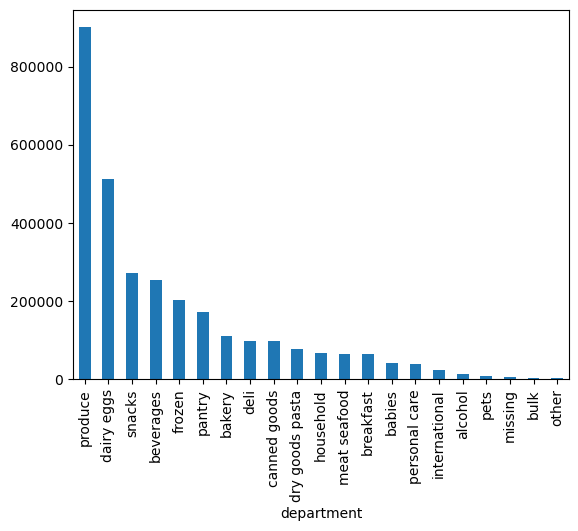 800000
600000
400000
200000
0
produce
dairy eggs
snacks
beverages
frozen
pantry
bakery
deli
canned goods
dry goods pasta
household
meat seafood
breakfast
babies
personal care
international
alcohol
pets
missing
bulk
other
department